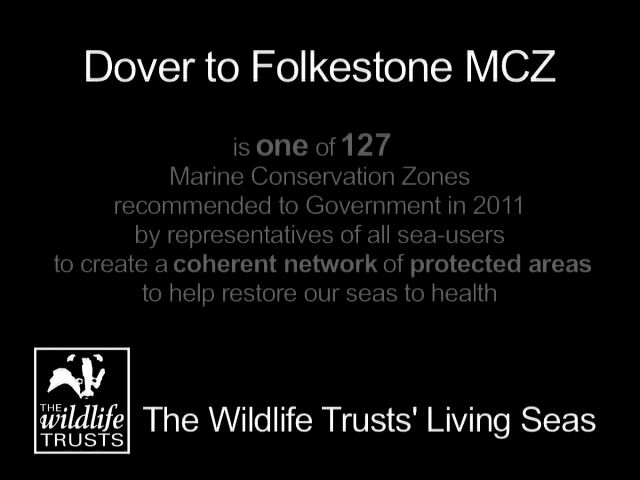 Dover to Folkestone MCZ
is one of 127
Marine Conservation Zones
recommended to Government in 2011
by representatives of all sea-users
to create a coherent network of protected areas
to help restore our seas to health
THE
wildlife
TRUSTS
The Wildlife Trusts' Living Seas